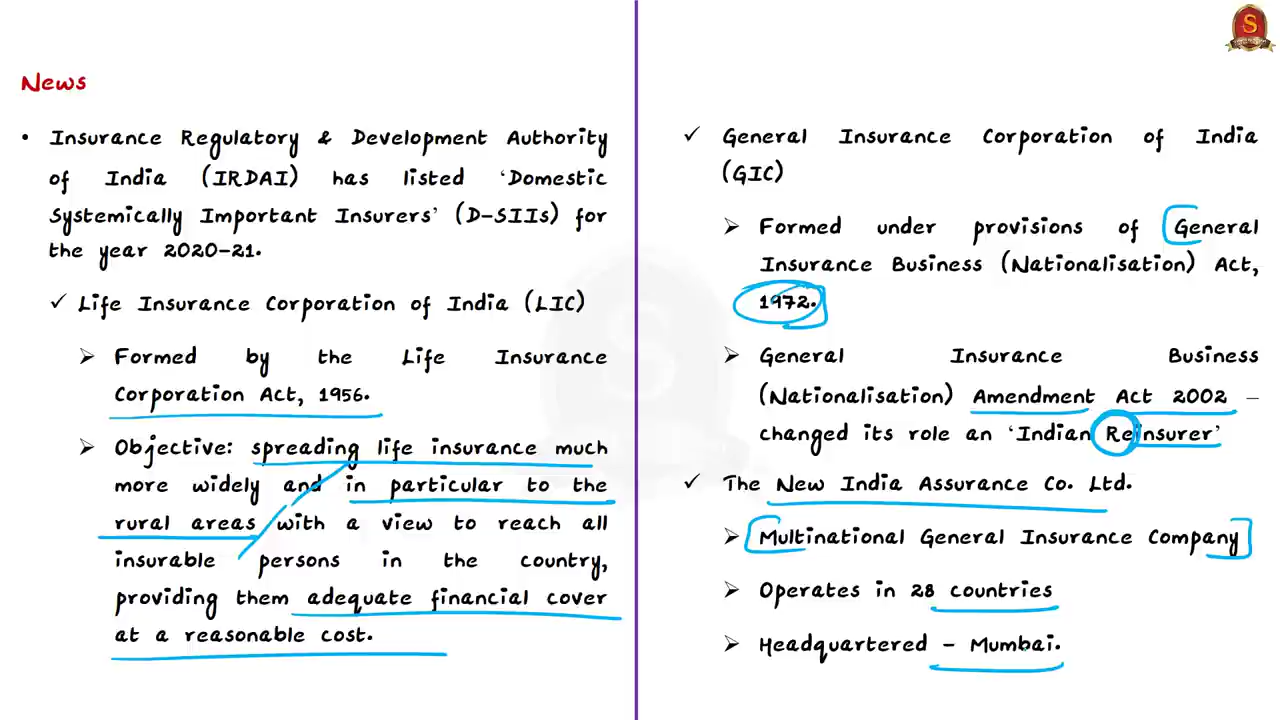 News
• Insurance Regulatory & Development Authority
of India (IRDAI) has listed ‘Domestic
Systemically Important Insurers’ (D-SIIs) for
the year 2020-21.
✓ Life Insurance Corporation of India (LIC)
➢ Formed by the Life Insurance
Corporation Act, 1956.
➢ Objective: spreading life insurance much
more widely and in particular to the
rural areas with a view to reach all
insurable persons in the country,
providing them adequate financial cover
at a reasonable cost.
✓ General Insurance Corporation of India
(GIC)
➢ Formed under provisions of General
Insurance Business (Nationalisation) Act,
1972.
➢ General Insurance Business
(Nationalisation) Amendment Act 2002 –
changed its role an ‘Indian Reinsurer’
✓ The New India Assurance Co. Ltd.
➢ Multinational General Insurance Company
➢ Operates in 28 countries
➢ Headquartered – Mumbai.
S